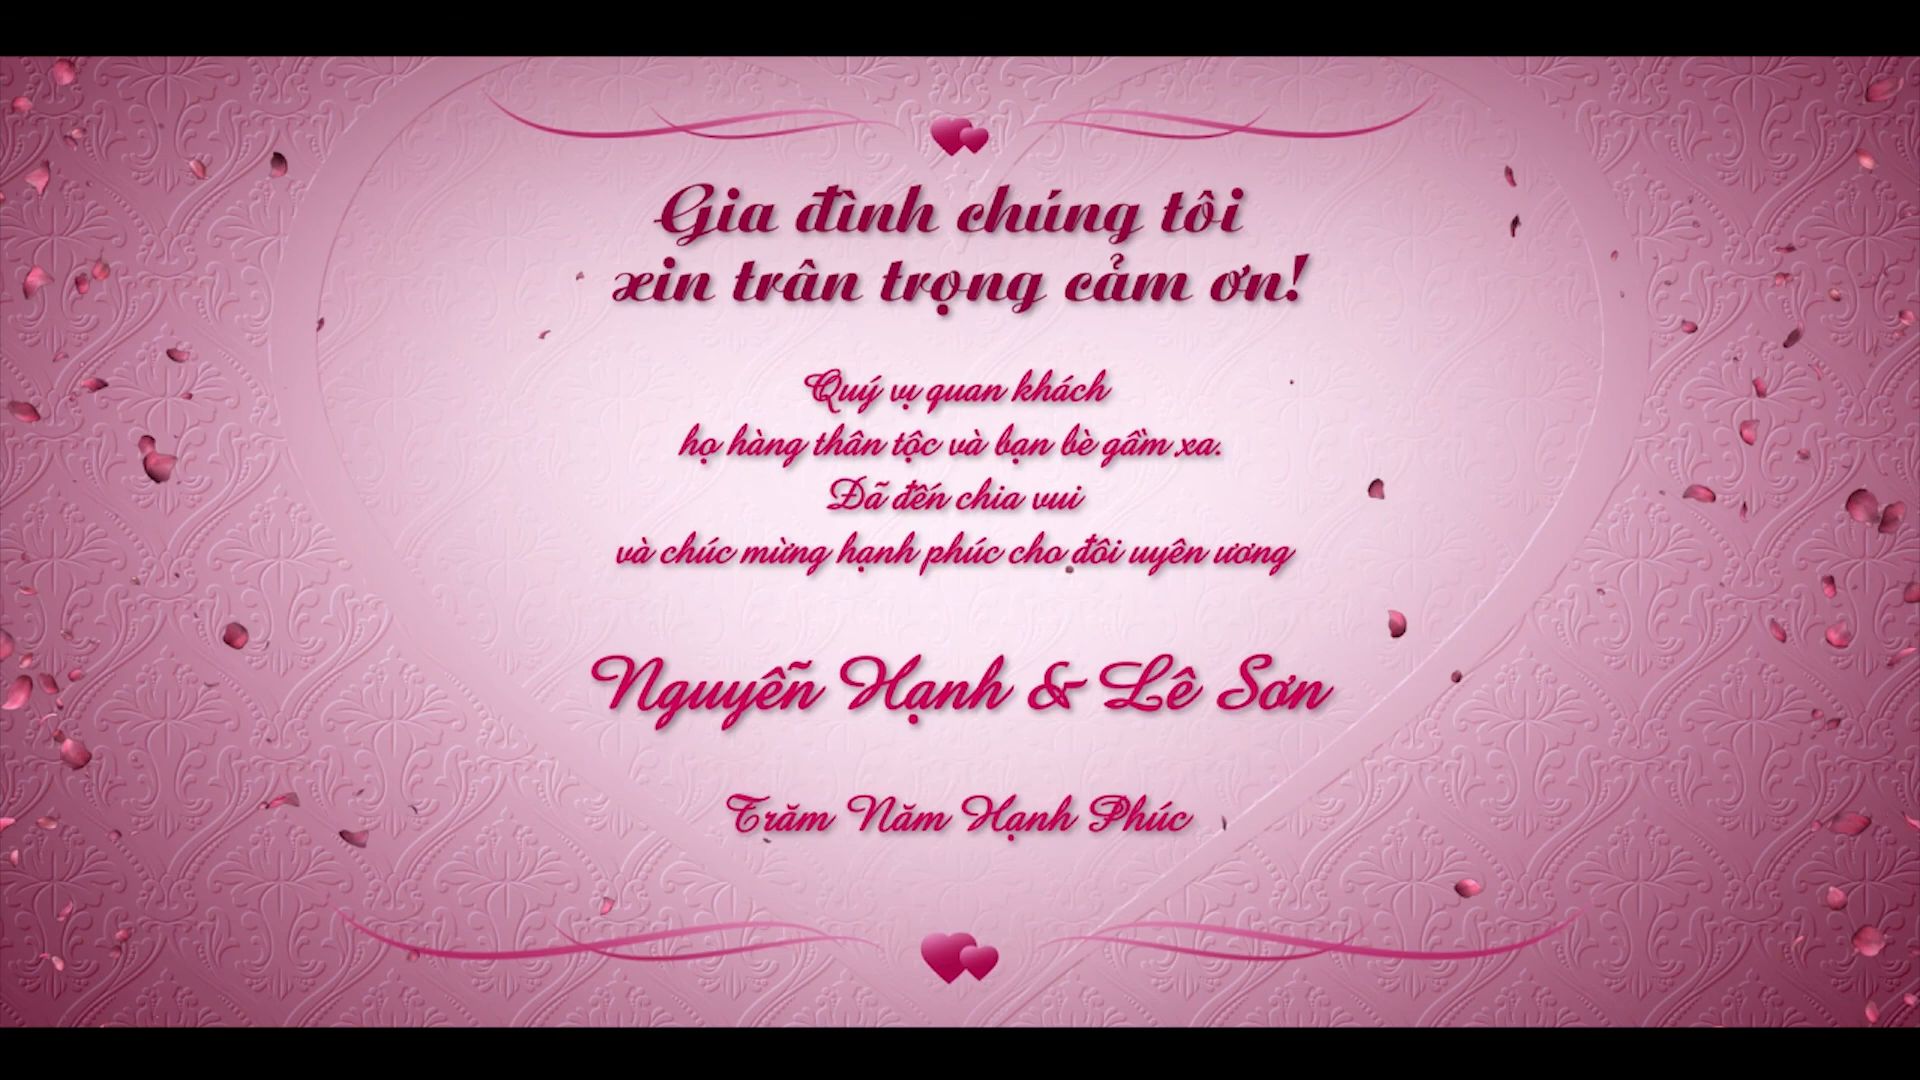 Gia đình chúng tôi
xin trân trọng cảm ơn!
Quý vị quan khách
họ hàng thân tộc và bạn bè gầm xa.
Đã đến chia vui
và chúc mừng hạnh phúc cho đôi uyên ương
Nguyễn Hạnh & Lê Sơn
Trăm Năm Hạnh Phúc